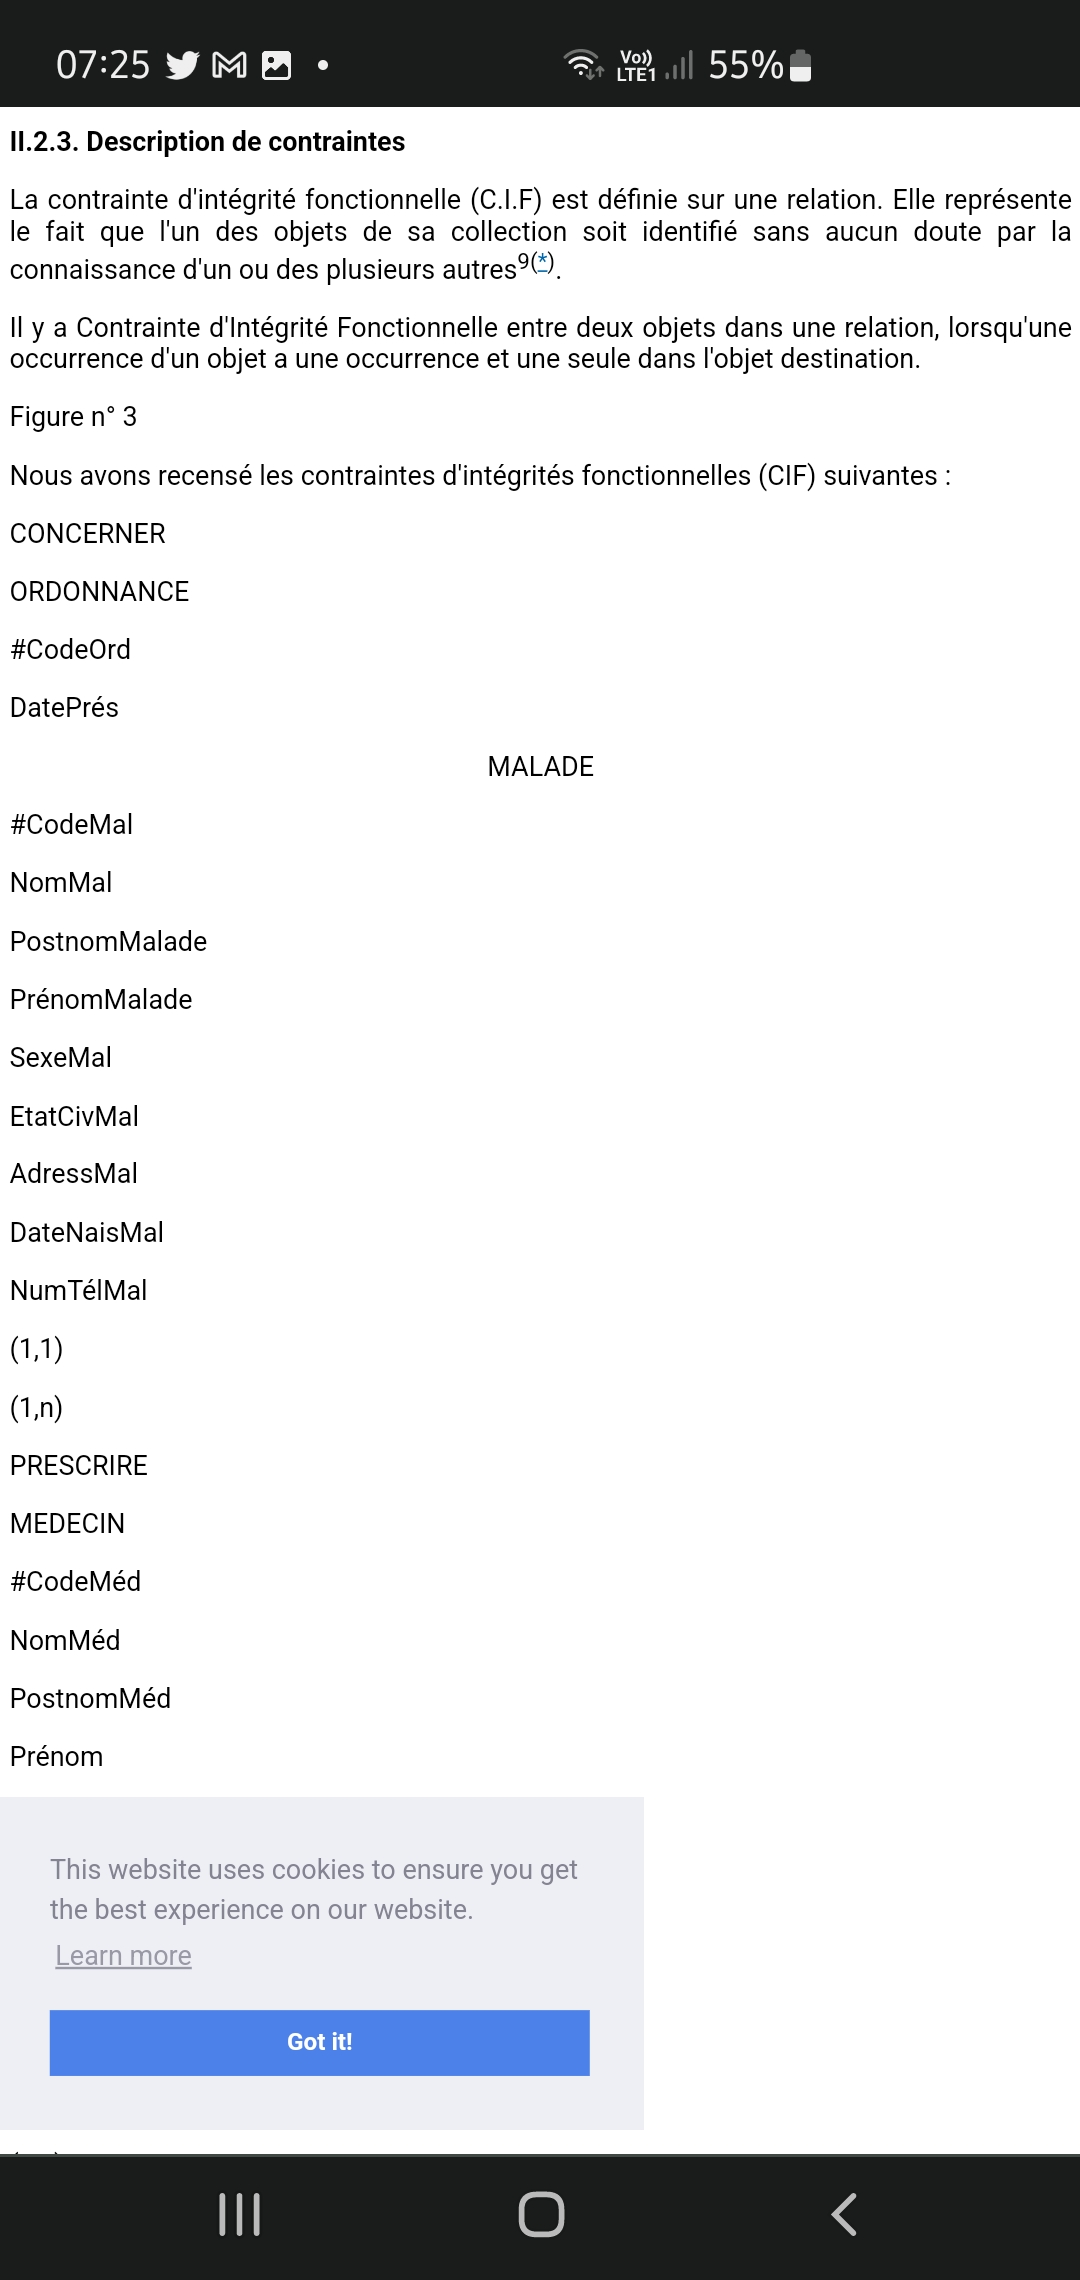 07:25
Vo)) LTE1
55%
II.2.3. Description de contraintes
La contrainte d'intégrité fonctionnelle (C.I.F) est définie sur une relation. Elle représente
le fait que l'un des objets de sa collection soit identifié sans aucun doute par la
connaissance d'un ou des plusieurs autres9(*).
Il y a Contrainte d'Intégrité Fonctionnelle entre deux objets dans une relation, lorsqu'une
occurrence d'un objet a une occurrence et une seule dans l'objet destination.
Figure n° 3
Nous avons recensé les contraintes d'intégrités fonctionnelles (CIF) suivantes :
CONCERNER
ORDONNANCE
#CodeOrd
DatePrés
MALADE
#CodeMal
NomMal
PostnomMalade
PrénomMalade
SexeMal
EtatCivMal
AdressMal
DateNaisMal
NumTélMal
(1,1)
(1,n)
PRESCRIRE
MEDECIN
#CodeMéd
NomMéd
PostnomMéd
Prénom
This website uses cookies to ensure you get
the best experience on our website.
Learn more
Got it!